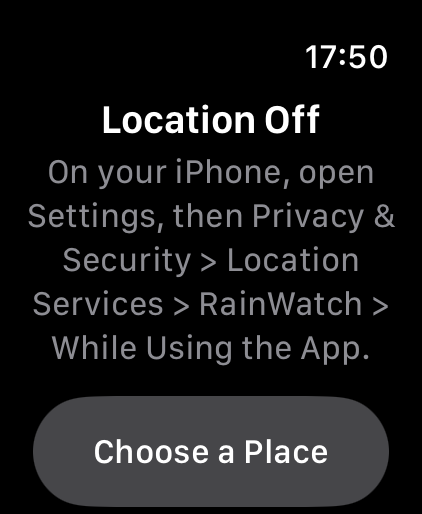 17:50
Location Off
On your iPhone, open
Settings, then Privacy &
Security > Location
Services > RainWatch >
While Using the App.
Choose a Place